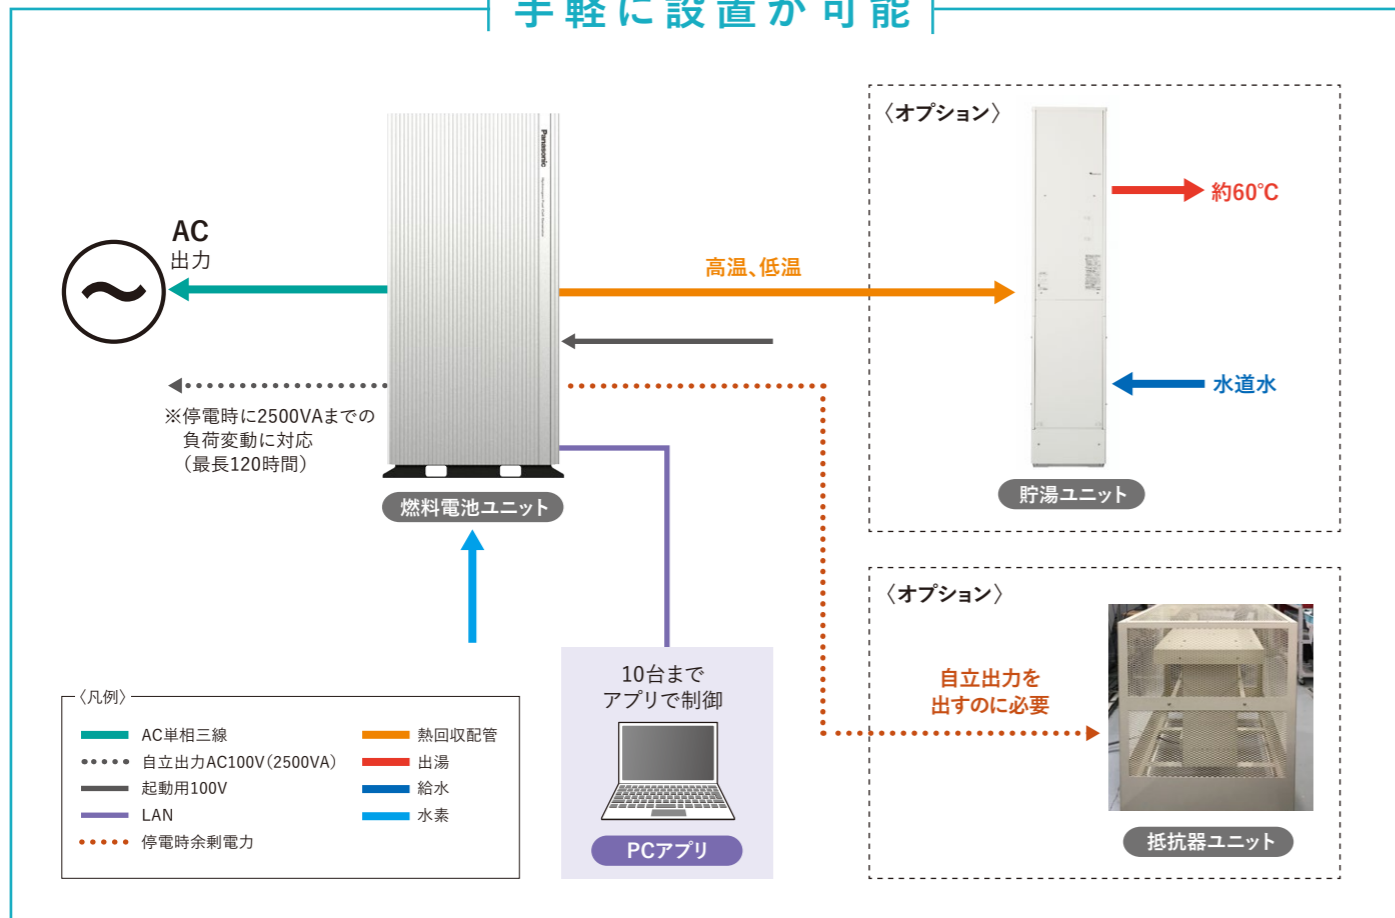 手軽に設置が可能
〈オプション〉
Panasonic
約60℃
AC
出力
高温、低温
水道水
※停電時に2500VAまでの
負荷変動に対応
（最長120時間）
燃料電池ユニット
貯湯ユニット
〈オプション〉
自立出力を
出すのに必要
抵抗器ユニット
10台まで
アプリで制御
PCアプリ
〈凡例〉
AC単相三線
自立出力AC100V（2500VA）
起動用100V
LAN
停電時余剰電力
熱回収配管
出湯
給水
水素